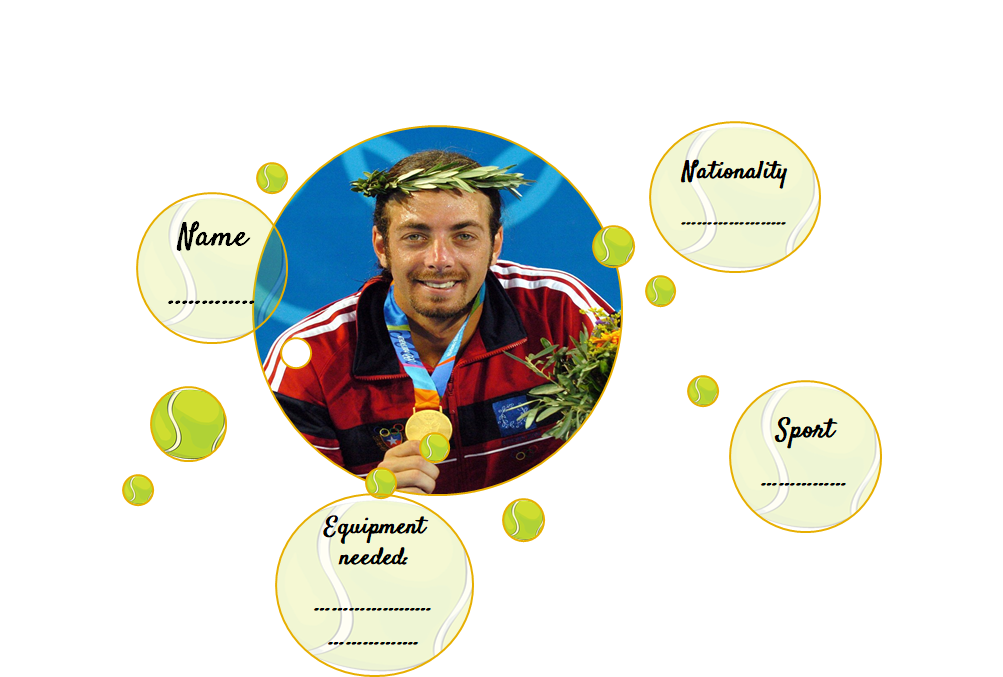 Name
.............
Nationality
.....................
Sport
.................
Equipment
needed:
.......................
..................